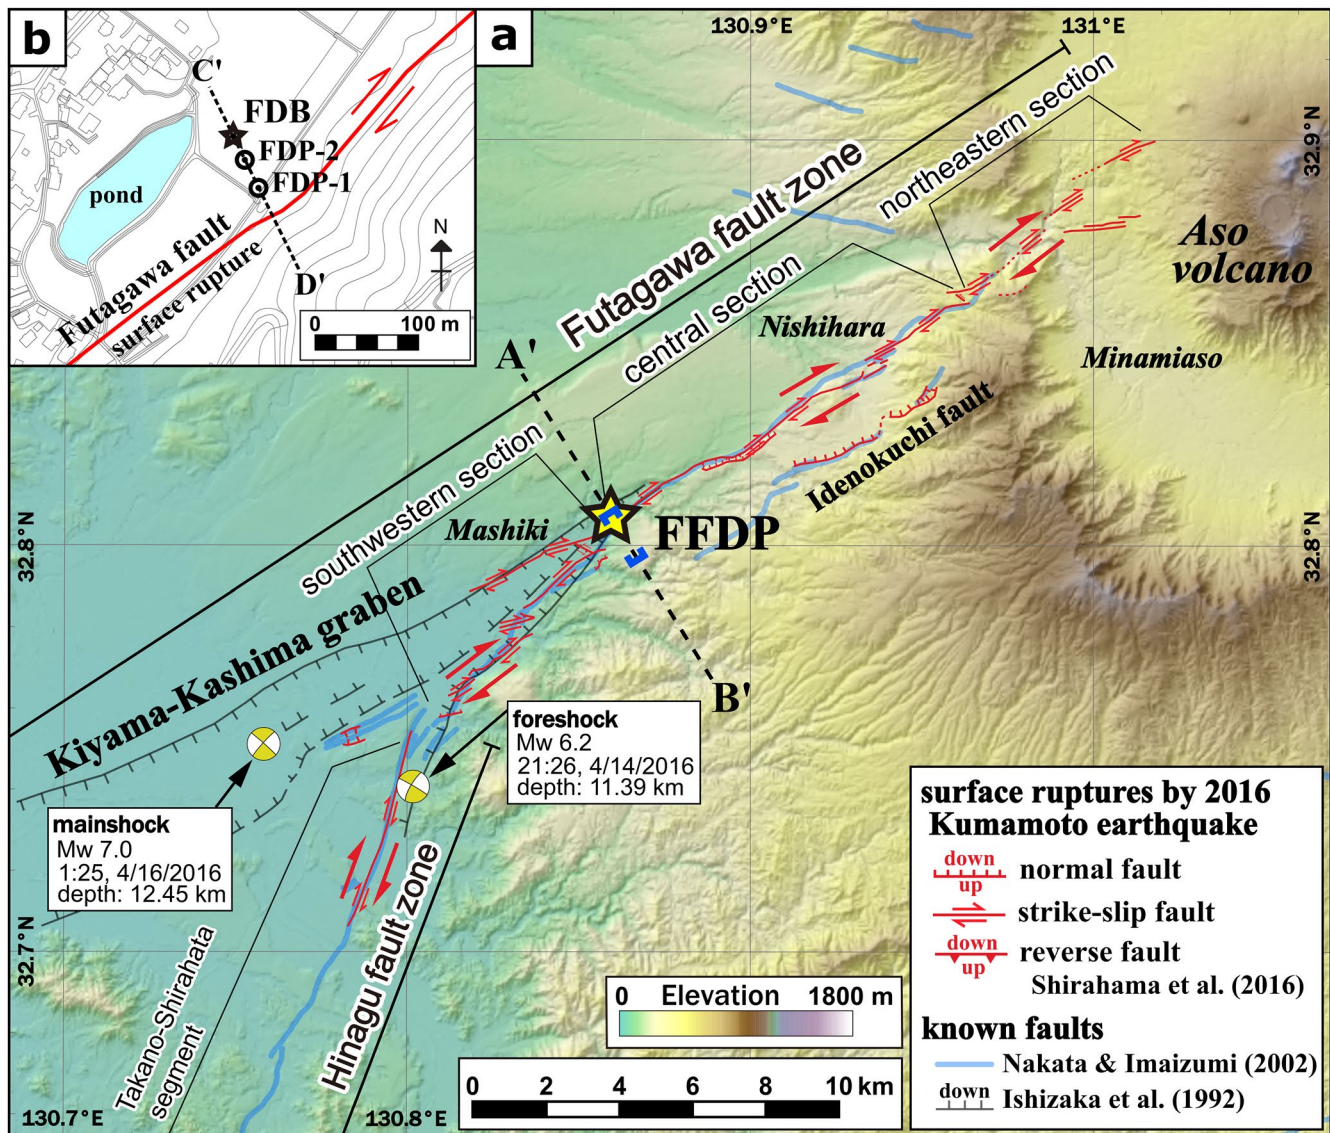 b
C'
FDB
FDP-2
FDP-1
pond
Futagawa fault
surface rupture
D'
N
0 100 m
a
130.9°E
131°E
32.9°N
Futagawa fault zone
northeastern section
central section
southwestern section
Aso
volcano
Nishihara
Minamiaso
Idenokuchi fault
A'
Mashiki
FFDP
32.8°N
32.8°N
Kiyama-Kashima graben
B'
foreshock
Mw 6.2
21:26, 4/14/2016
depth: 11.39 km
mainshock
Mw 7.0
1:25, 4/16/2016
depth: 12.45 km
32.7°N
Takano-Shirahata
segment
Hinagu fault zone
130.7°E
130.8°E
0 Elevation 1800 m
0 2 4 6 8 10 km
surface ruptures by 2016
Kumamoto earthquake
down
up
normal fault
strike-slip fault
down
up
reverse fault
Shirahama et al. (2016)
known faults
Nakata & Imaizumi (2002)
down
Ishizaka et al. (1992)